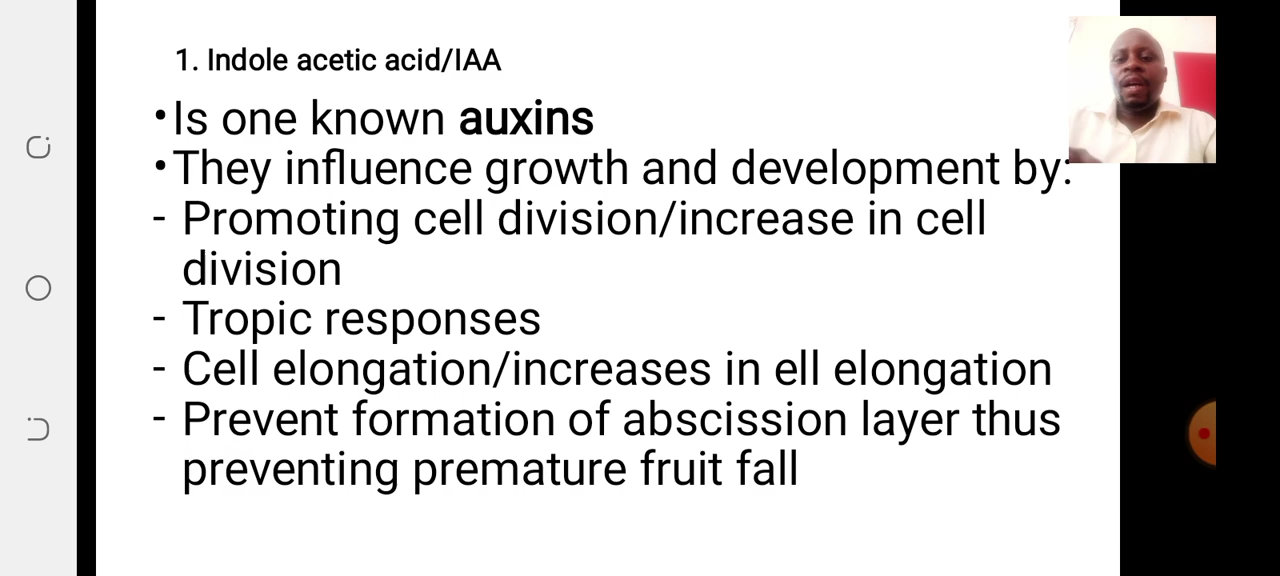 1. Indole acetic acid/IAA
•Is one known auxins
•They influence growth and development by:
- Promoting cell division/increase in cell
division
- Tropic responses
- Cell elongation/increases in ell elongation
- Prevent formation of abscission layer thus
preventing premature fruit fall